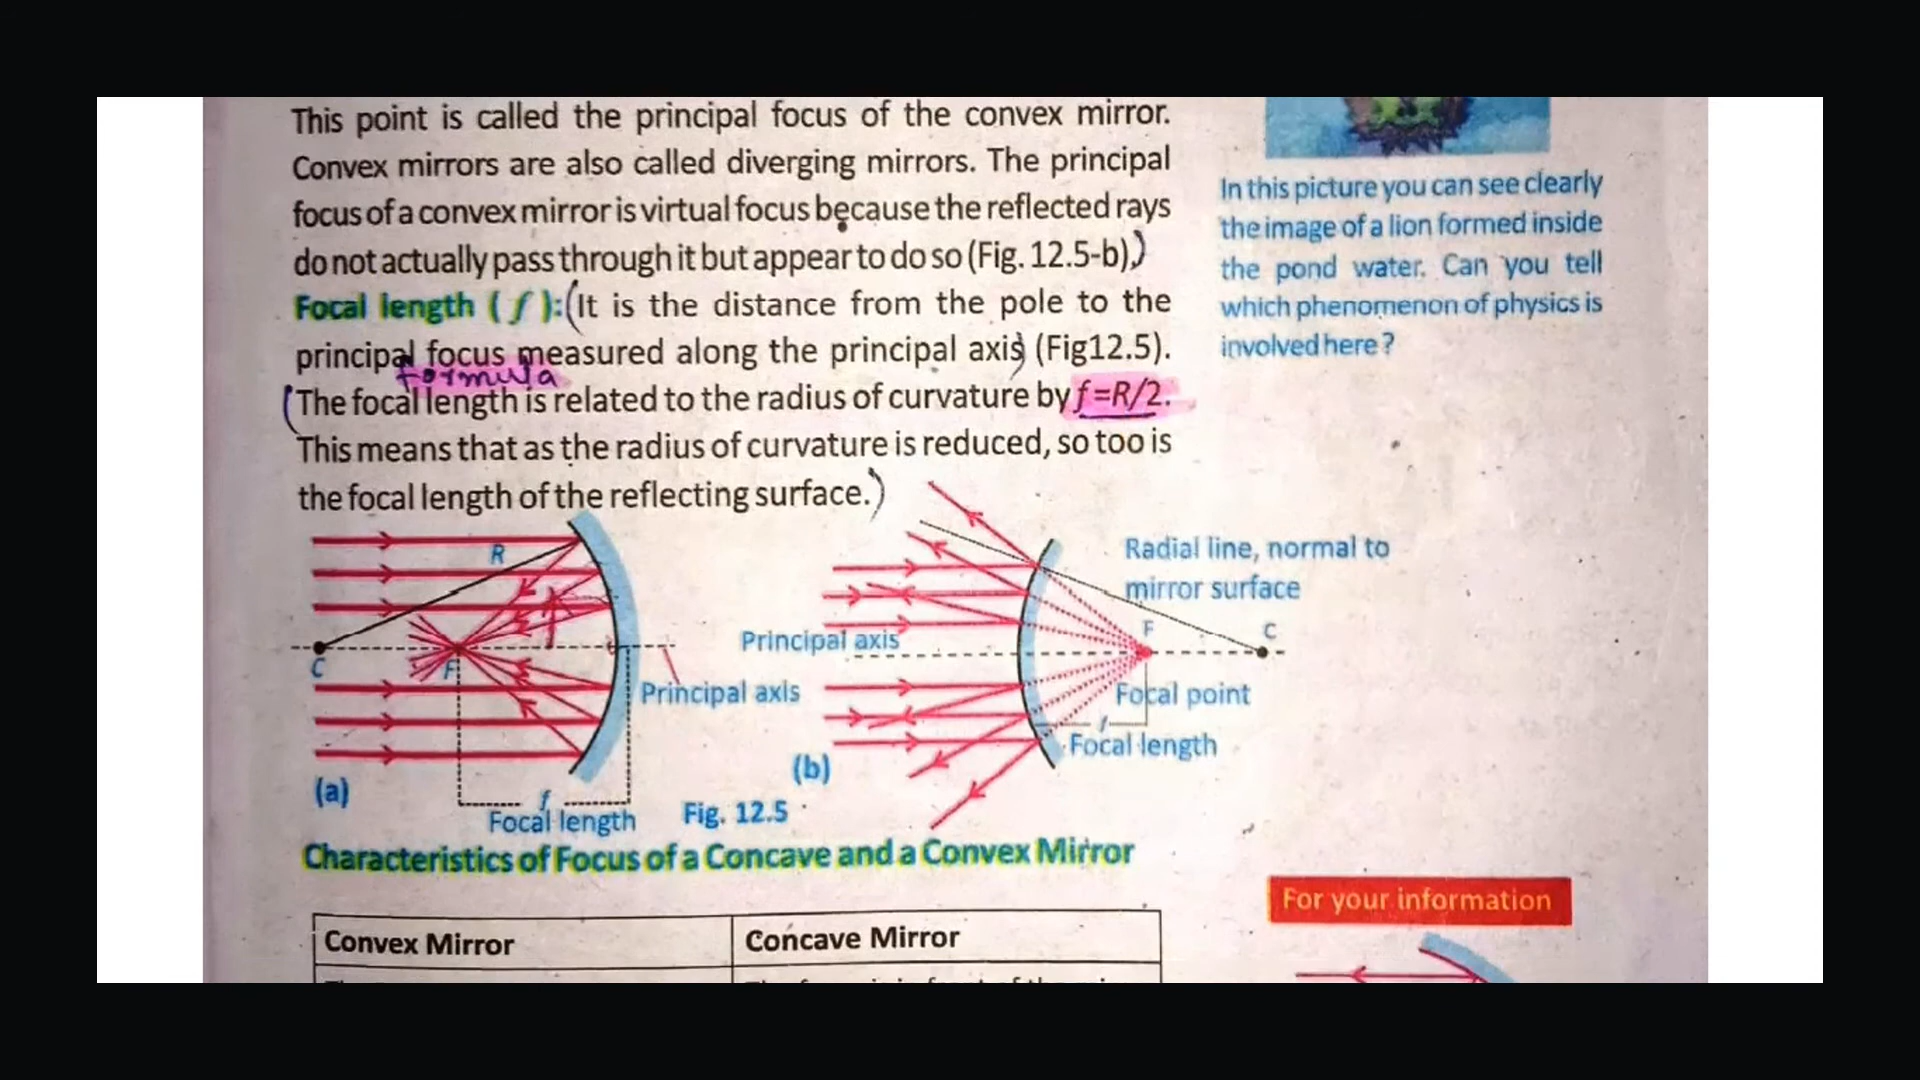 This point is called the principal focus of the convex mirror.
Convex mirrors are also called diverging mirrors. The principal
focus of a convex mirror is virtual focus because the reflected rays
do not actually pass through it but appear to do so (Fig. 12.5-b),)
Focal length ( f ):(It is the distance from the pole to the
principal focus measured along the principal axis) (Fig12.5).
formula
(The focal length is related to the radius of curvature by f =R/2.
This means that as the radius of curvature is reduced, so too is
the focal length of the reflecting surface.)
In this picture you can see clearly
the image of a lion formed inside
the pond water. Can you tell
which phenomenon of physics is
involved here ?
R
C
F
Principal axis
f
Focal length
(a)
Fig. 12.5
Radial line, normal to
mirror surface
Principal axis
F
C
Focal point
f
Focal length
(b)
Characteristics of Focus of a Concave and a Convex Mirror
Convex Mirror
Concave Mirror
For your information